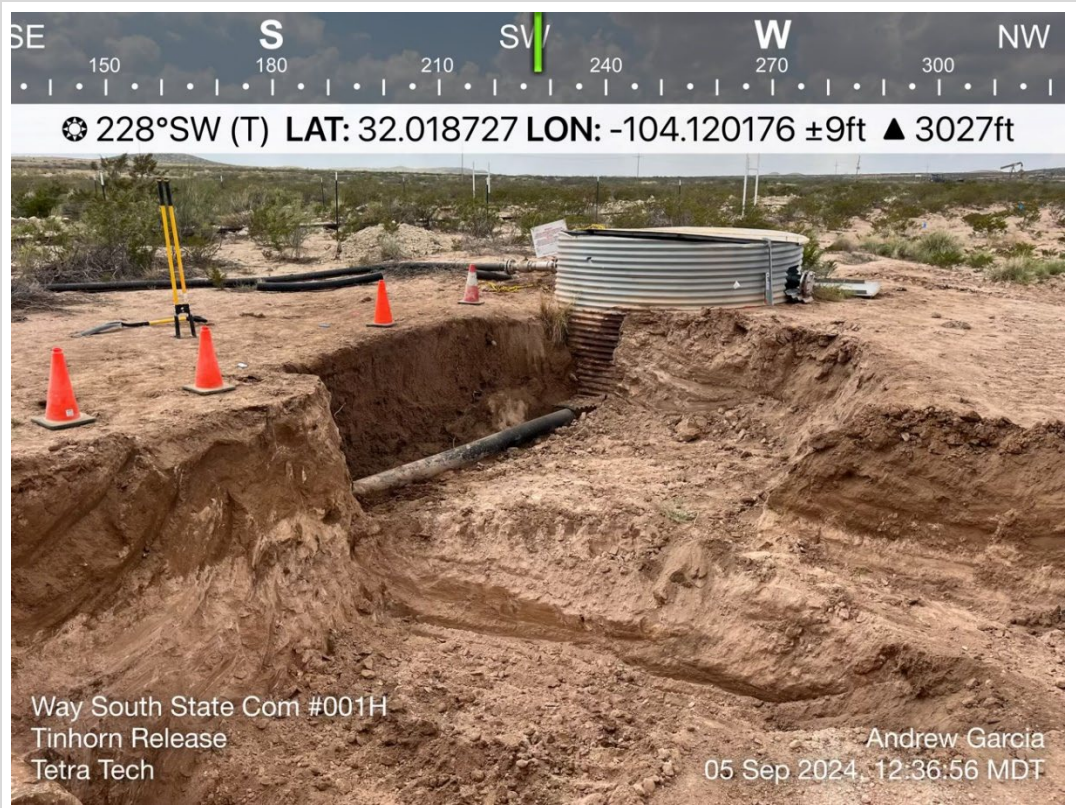 SE S SW W NW
150 180 210 240 270 300
228°SW (T) LAT: 32.018727 LON: -104.120176 ±9ft ▲ 3027ft
Way South State Com #001H
Tinhorn Release
Tetra Tech
Andrew Garcia
05 Sep 2024, 12:36:56 MDT